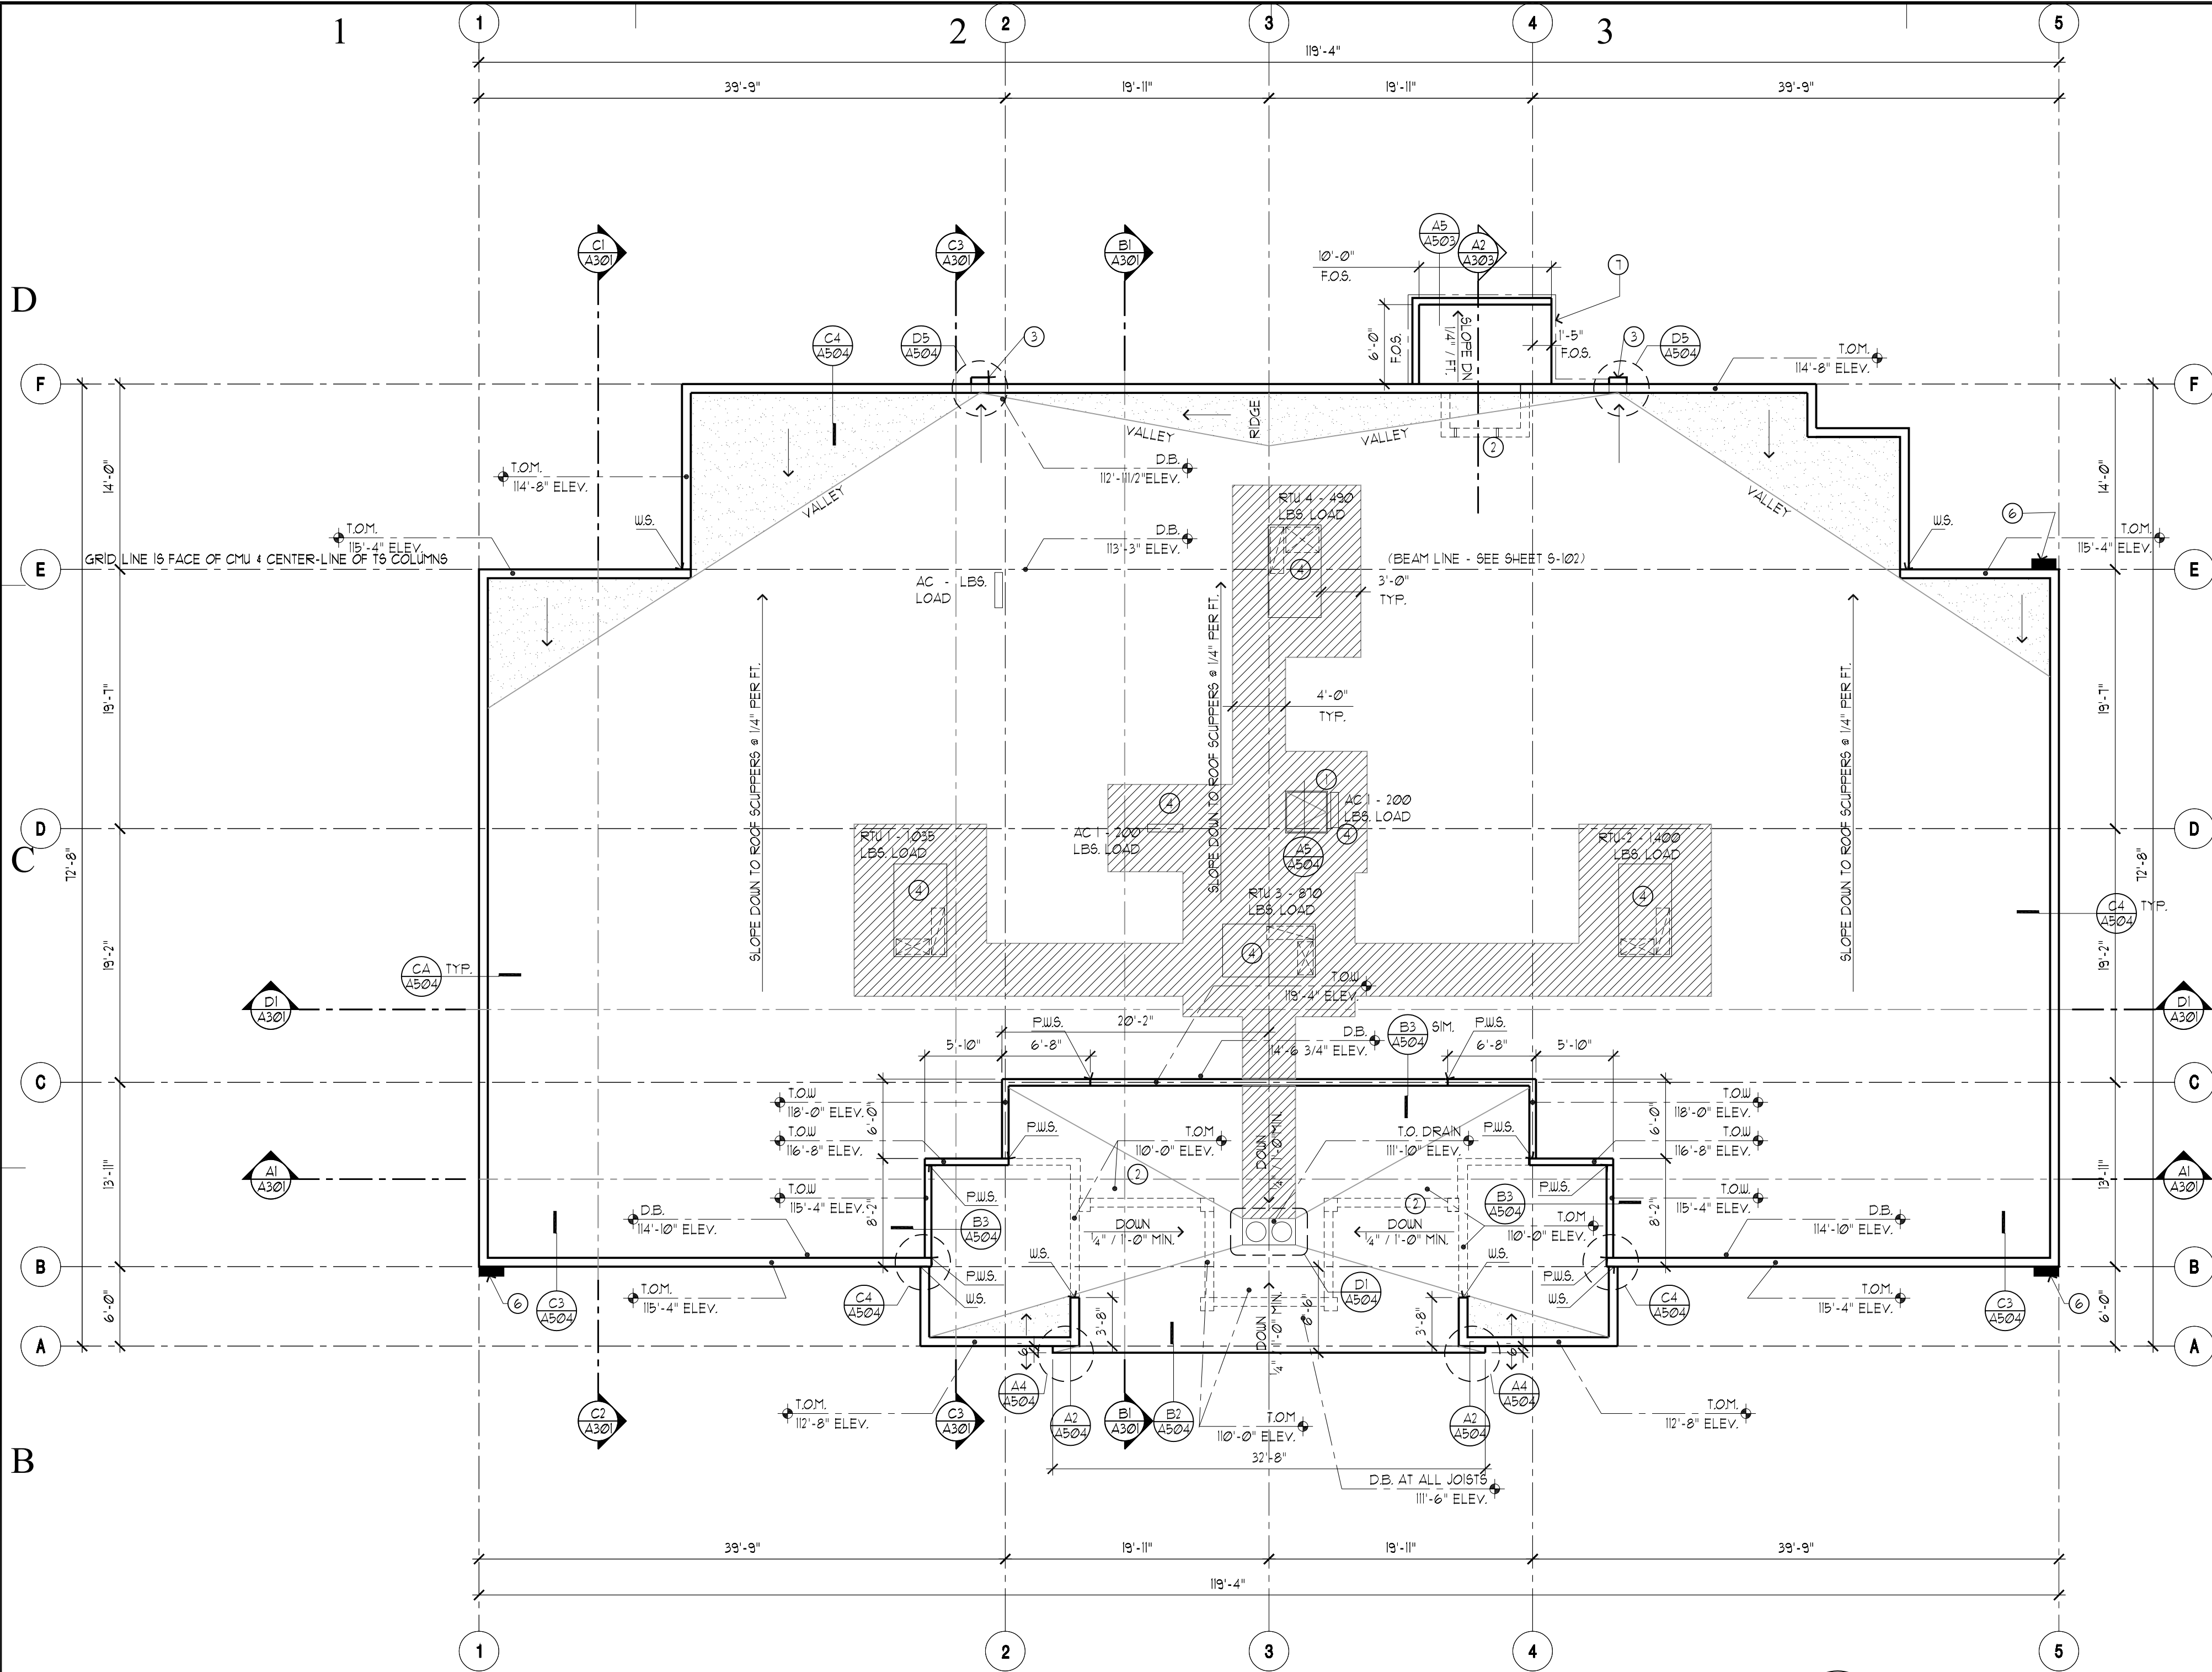 1
2
3
1
2
3
4
5
119'-4"
39'-9"
19'-11"
19'-11"
39'-9"
C1
A301
C3
A301
B1
A301
A5
A503
A2
A303
10'-0"
F.O.S.
7
D
6'-0"
F.O.S.
SLOPE DN
1/4" / FT.
1'-5"
F.O.S.
C4
A504
D5
A504
3
3
D5
A504
T.O.M.
114'-8" ELEV.
F
F
RIDGE
VALLEY
VALLEY
2
D.B.
112'-11 1/2" ELEV.
14'-0"
14'-0"
T.O.M.
114'-8" ELEV.
VALLEY
VALLEY
RTU 4 - 490
LBS. LOAD
4
W.S.
W.S.
6
T.O.M.
115'-4" ELEV.
T.O.M.
115'-4" ELEV.
D.B.
113'-3" ELEV.
GRID LINE IS FACE OF CMU & CENTER-LINE OF TS COLUMNS
(BEAM LINE - SEE SHEET S-102)
E
E
AC - LBS.
LOAD
3'-0"
TYP.
SLOPE DOWN TO ROOF SCUPPERS @ 1/4" PER FT.
SLOPE DOWN TO ROOF SCUPPERS @ 1/4" PER FT.
SLOPE DOWN TO ROOF SCUPPERS @ 1/4" PER FT.
19'-7"
19'-7"
4'-0"
TYP.
1
4
AC 1 - 200
LBS. LOAD
4
AC 1 - 200
LBS. LOAD
D
D
C
72'-8"
72'-8"
RTU 1 - 1,035
LBS. LOAD
4
A5
A504
RTU-2 - 1,400
LBS. LOAD
4
RTU 3 - 870
LBS. LOAD
4
C4
A504
TYP.
19'-2"
19'-2"
CA
A504
TYP.
D1
A301
D1
A301
T.O.W
119'-4" ELEV.
20'-2"
P.W.S.
P.W.S.
D.B.
114'-6 3/4" ELEV.
B3
A504
SIM.
5'-10"
6'-8"
6'-8"
5'-10"
C
C
T.O.W
118'-0" ELEV.
T.O.W
118'-0" ELEV.
6'-0"
6'-0"
P.W.S.
P.W.S.
T.O.M
110'-0" ELEV.
T.O. DRAIN
111'-10" ELEV.
T.O.W
116'-8" ELEV.
T.O.W
116'-8" ELEV.
DOWN
1/4" / 1'-0" MIN.
2
2
A1
A301
A1
A301
13'-11"
13'-11"
P.W.S.
P.W.S.
T.O.W
115'-4" ELEV.
T.O.W.
115'-4" ELEV.
8'-2"
8'-2"
B3
A504
B3
A504
D.B.
114'-10" ELEV.
D.B.
114'-10" ELEV.
DOWN
1/4" / 1'-0" MIN.
DOWN
1/4" / 1'-0" MIN.
T.O.M
110'-0" ELEV.
W.S.
W.S.
B
B
P.W.S.
W.S.
P.W.S.
W.S.
6
6
C3
A504
C3
A504
T.O.M.
115'-4" ELEV.
T.O.M.
115'-4" ELEV.
C4
A504
C4
A504
D1
A504
DOWN
1/4" / 1'-0" MIN.
8'-6"
6'-0"
6'-0"
3'-8"
3'-8"
6"
6"
A
A
A4
A504
A4
A504
A2
A504
A2
A504
C2
A301
C3
A301
B1
A301
B2
A504
T.O.M.
112'-8" ELEV.
T.O.M.
112'-8" ELEV.
T.O.M
110'-0" ELEV.
B
32'-8"
D.B. AT ALL JOISTS
111'-6" ELEV.
39'-9"
19'-11"
19'-11"
39'-9"
119'-4"
1
2
3
4
5